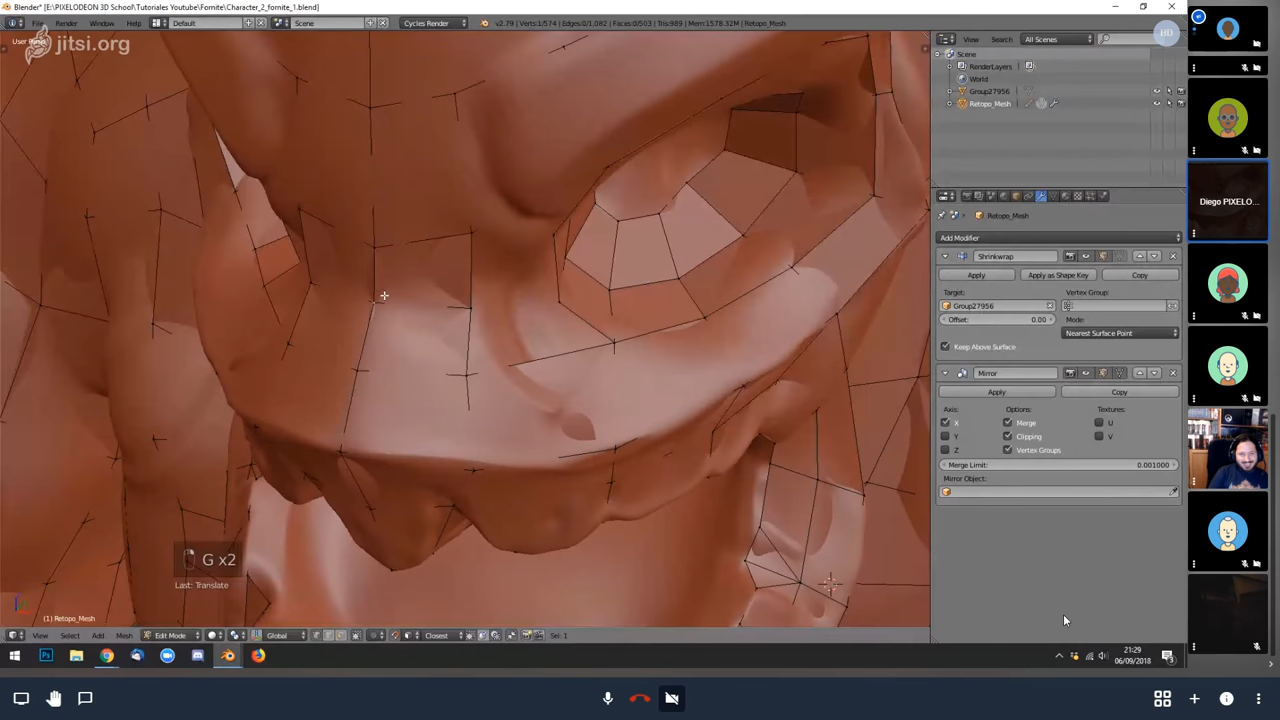 Blender* [E:\PIXELODEON 3D School\Tutoriales Youtube\Fornite\Character_2_fornite_1.blend]
File Render Window Help Default Scene Cycles Render v2.79 | Verts:1/574 | Edges:0/1,082 | Faces:0/503 | Tris:989 | Mem:1578.32M | Retopo_Mesh
View Search All Scenes
HD
jitsi.org
Scene
RenderLayers
World
Group27956
Retopo_Mesh
Diego PIXELO...
Retopo_Mesh
Add Modifier
Shrinkwrap
Apply Apply as Shape Key Copy
Target: Vertex Group:
Group27956
Offset: 0.00 Mode:
Nearest Surface Point
Keep Above Surface
Mirror
Apply Copy
Axis: Options: Textures:
X Merge U
Y Clipping V
Z Vertex Groups
Merge Limit: 0.001000
Mirror Object:
G x2
Last: Translate
(1) Retopo_Mesh
View Select Add Mesh Edit Mode Global Closest Sel: 1
21:29
06/09/2018
3